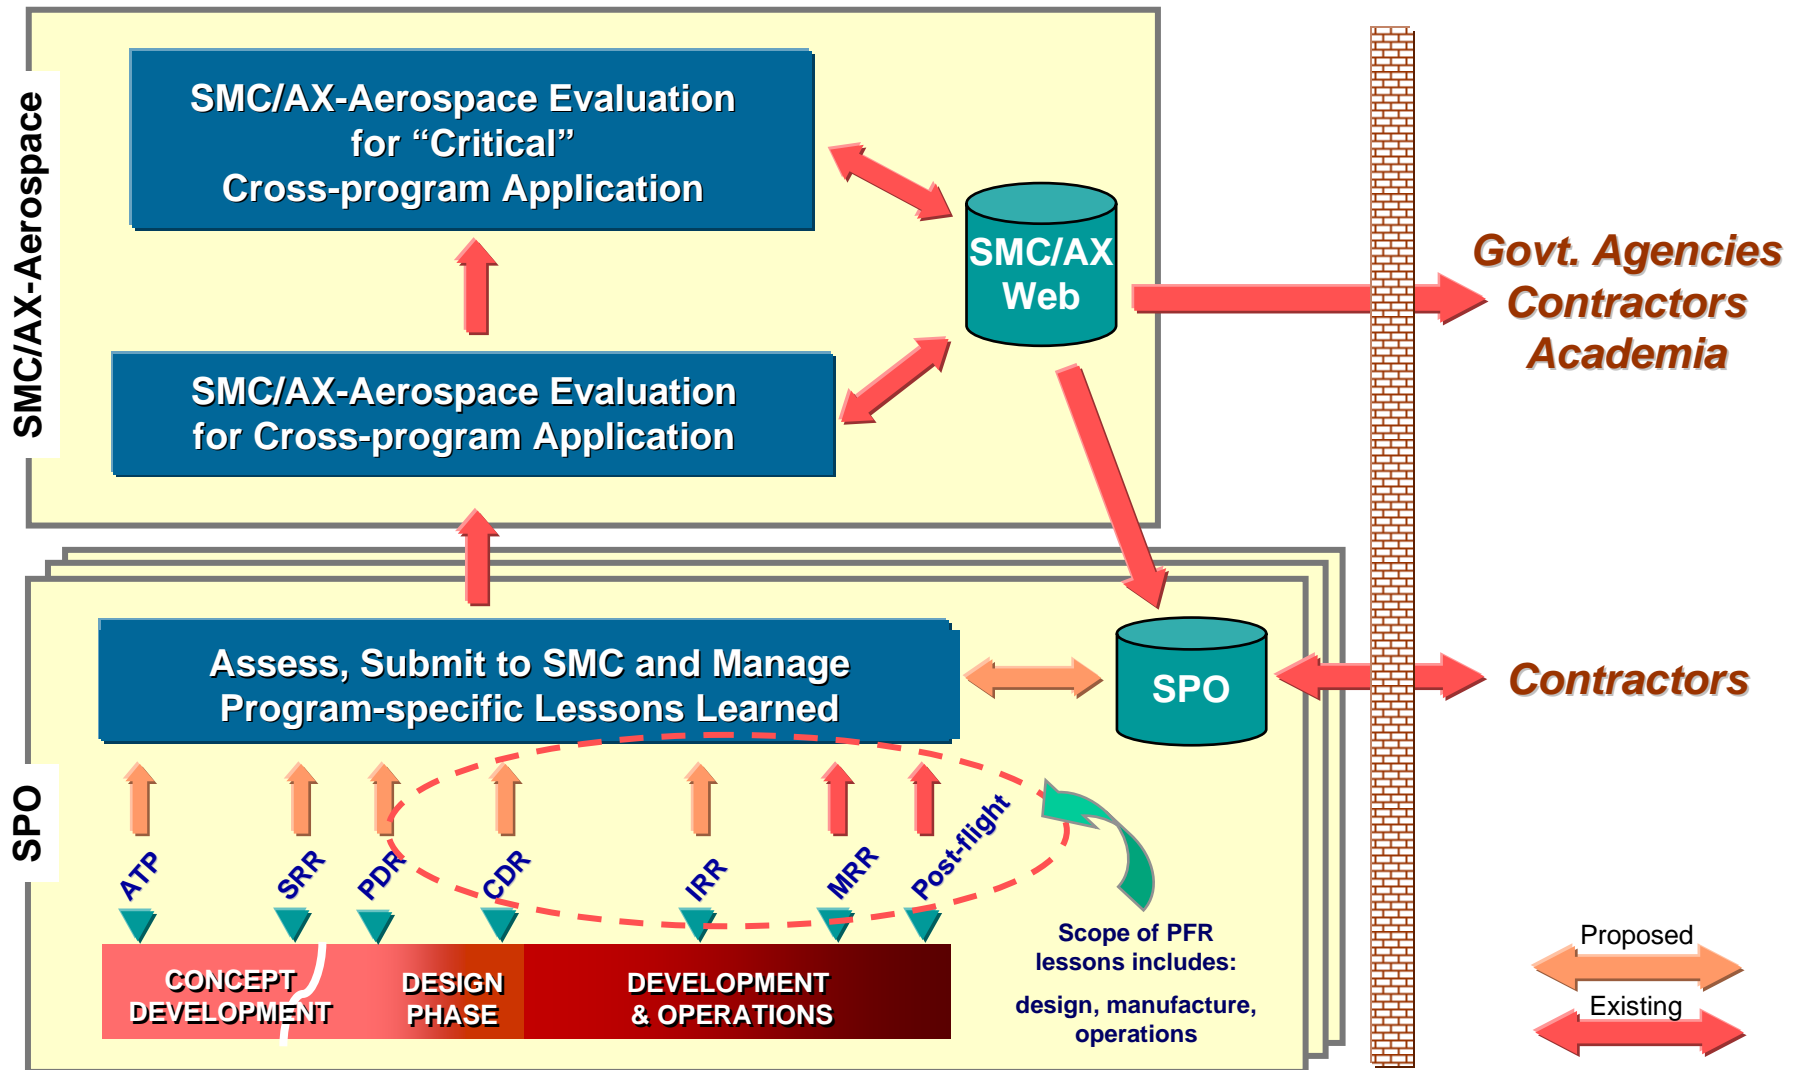 SMC/AX-Aerospace
SMC/AX-Aerospace Evaluation
for “Critical”
Cross-program Application
SMC/AX
Web
SMC/AX-Aerospace Evaluation
for Cross-program Application
Govt. Agencies
Contractors
Academia
SPO
Assess, Submit to SMC and Manage
Program-specific Lessons Learned
SPO
Contractors
ATP
SRR
PDR
CDR
IRR
MRR
Post-flight
CONCEPT
DEVELOPMENT
DESIGN
PHASE
DEVELOPMENT
& OPERATIONS
Scope of PFR
lessons includes:
design, manufacture,
operations
Proposed
Existing